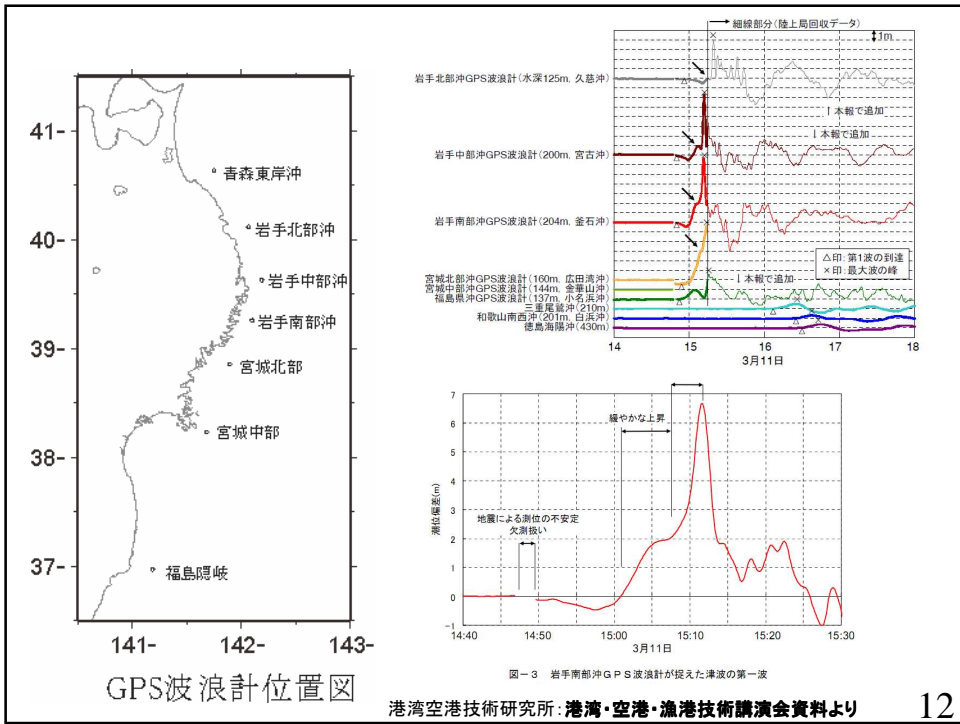 41-
40-
39-
38-
37-
141-
142-
143-
青森東岸沖
岩手北部沖
岩手中部沖
岩手南部沖
宮城北部
宮城中部
福島隠岐
GPS波浪計位置図
細線部分(陸上局回収データ)
1m
岩手北部沖GPS波浪計(水深125m, 久慈沖)
↑本報で追加
↑本報で追加
岩手中部沖GPS波浪計(200m, 宮古沖)
岩手南部沖GPS波浪計(204m, 釜石沖)
△印: 第1波の到達
×印: 最大波の峰
宮城北部沖GPS波浪計(160m, 広田湾沖)
宮城中部沖GPS波浪計(144m, 金華山沖)
↓本報で追加
福島県沖GPS波浪計(137m, 小名浜沖)
三重尾鷲沖(210m)
和歌山南西沖(201m, 白浜沖)
徳島海陽沖(430m)
14
15
16
17
18
3月11日
7
6
5
4
3
2
1
0
-1
潮位偏差(m)
緩やかな上昇
地震による測位の不安定
欠測扱い
14:40
14:50
15:00
15:10
15:20
15:30
3月11日
図-3 岩手南部沖GPS波浪計が捉えた津波の第一波
港湾空港技術研究所:港湾・空港・漁港技術講演会資料より
12